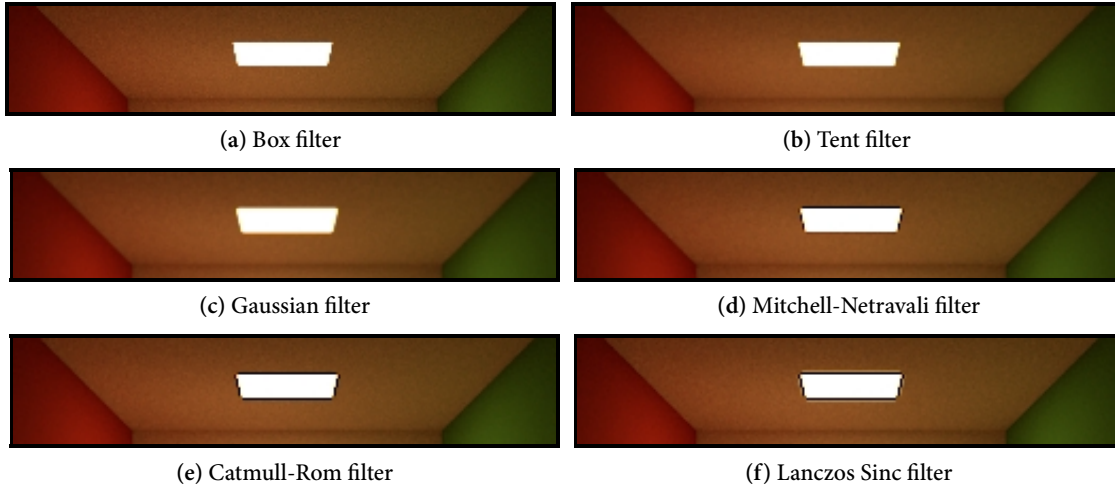 (a) Box filter
(b) Tent filter
(c) Gaussian filter
(d) Mitchell-Netravali filter
(e) Catmull-Rom filter
(f) Lanczos Sinc filter